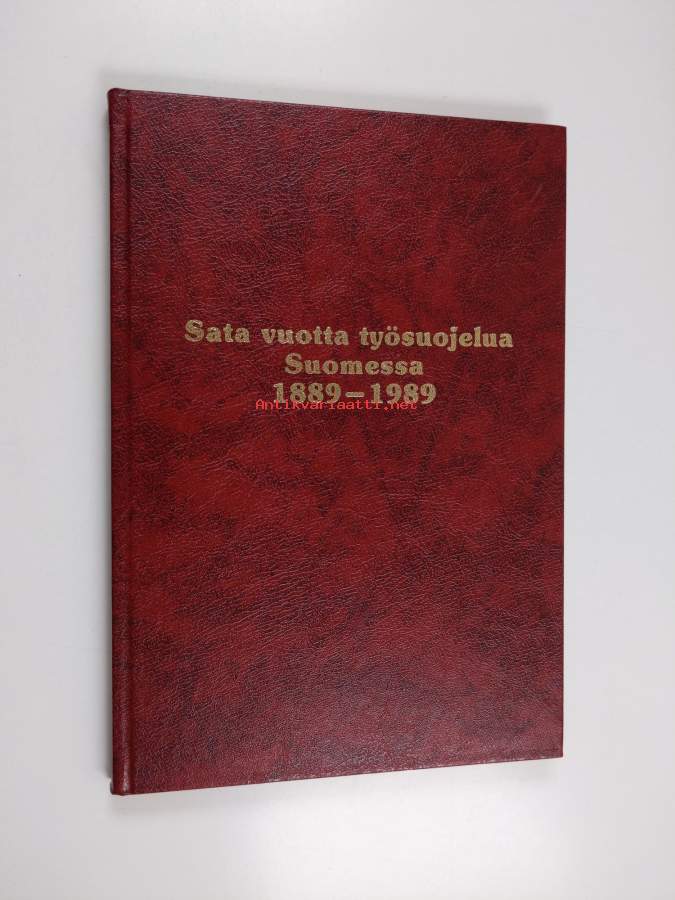 Sata vuotta työsuojelua
Suomessa
1889–1989
Antikvariaatti.net